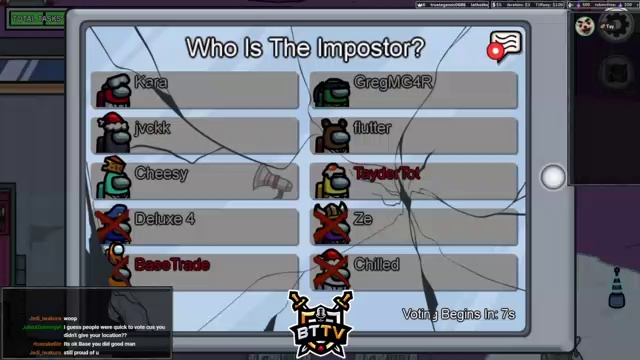 TOTAL TASKS
Who Is The Impostor?
Kara
GregMG4R
jvckk
flutter
Cheesy
TayderTot
Deluxe 4
Ze
BaseTrade
Chilled
Voting Begins In: 7s
BTTV
woop
I guess people were quick to vote cus you
didn't give your location??
Its ok Base you did good man
still proud of u